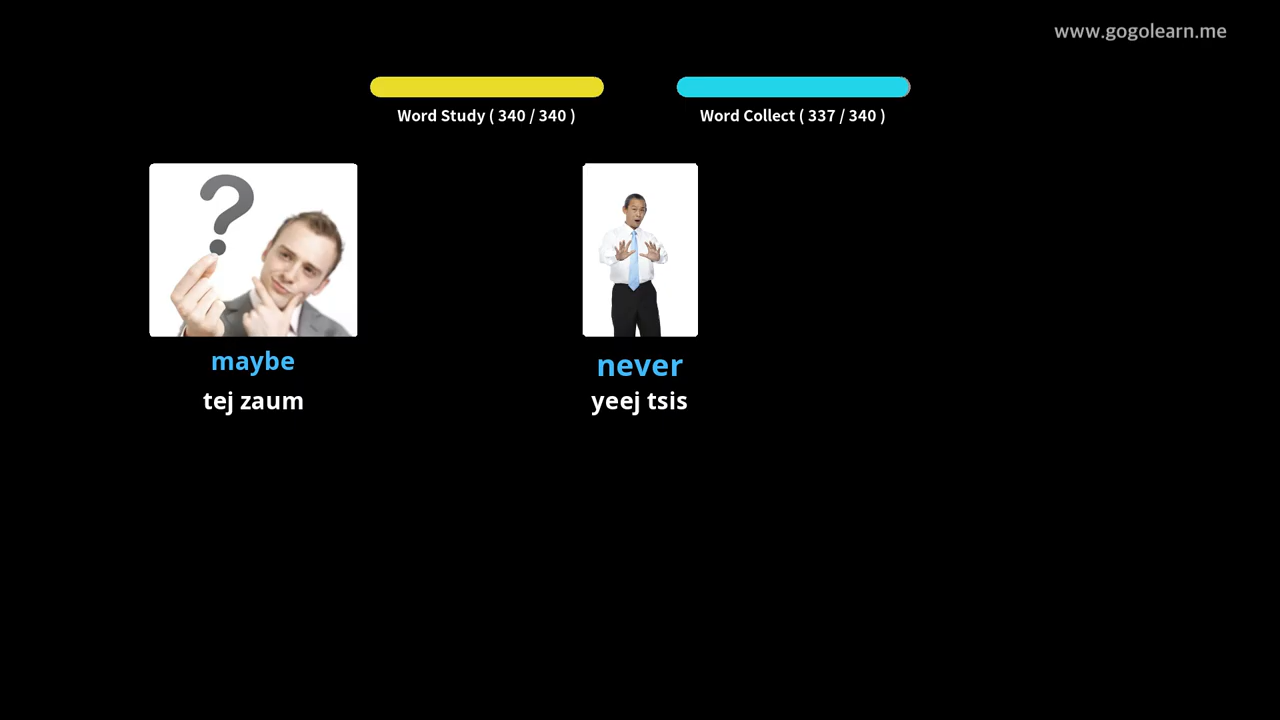 www.gogolearn.me
Word Study ( 340 / 340 )
Word Collect ( 337 / 340 )
?
maybe
never
tej zaum
yeej tsis